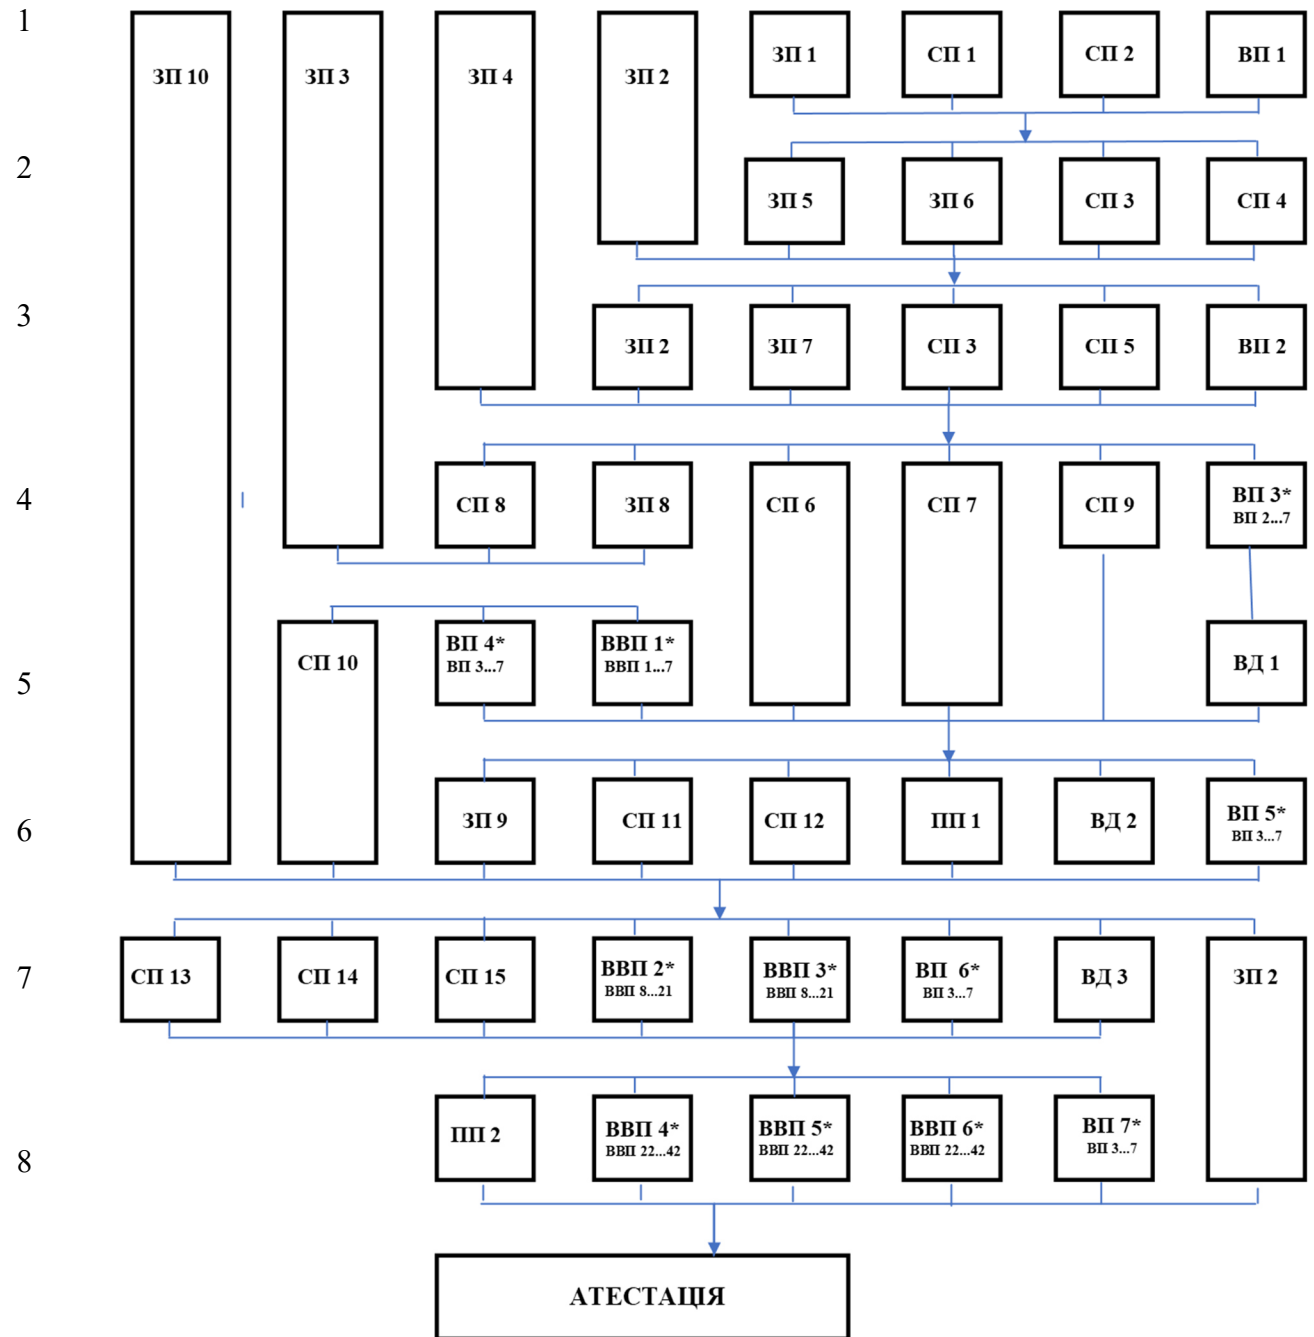 1
ЗП 10
ЗП 3
ЗП 4
ЗП 2
ЗП 1
СП 1
СП 2
ВП 1
2
ЗП 5
ЗП 6
СП 3
СП 4
3
ЗП 2
ЗП 7
СП 3
СП 5
ВП 2
4
СП 8
ЗП 8
СП 6
СП 7
СП 9
ВП 3*
ВП 2...7
5
СП 10
ВП 4*
ВП 3...7
ВВП 1*
ВВП 1...7
ВД 1
6
ЗП 9
СП 11
СП 12
ПП 1
ВД 2
ВП 5*
ВП 3...7
7
СП 13
СП 14
СП 15
ВВП 2*
ВВП 8...21
ВВП 3*
ВВП 8...21
ВП 6*
ВП 3...7
ВД 3
ЗП 2
8
ПП 2
ВВП 4*
ВВП 22...42
ВВП 5*
ВВП 22...42
ВВП 6*
ВВП 22...42
ВП 7*
ВП 3...7
АТЕСТАЦІЯ